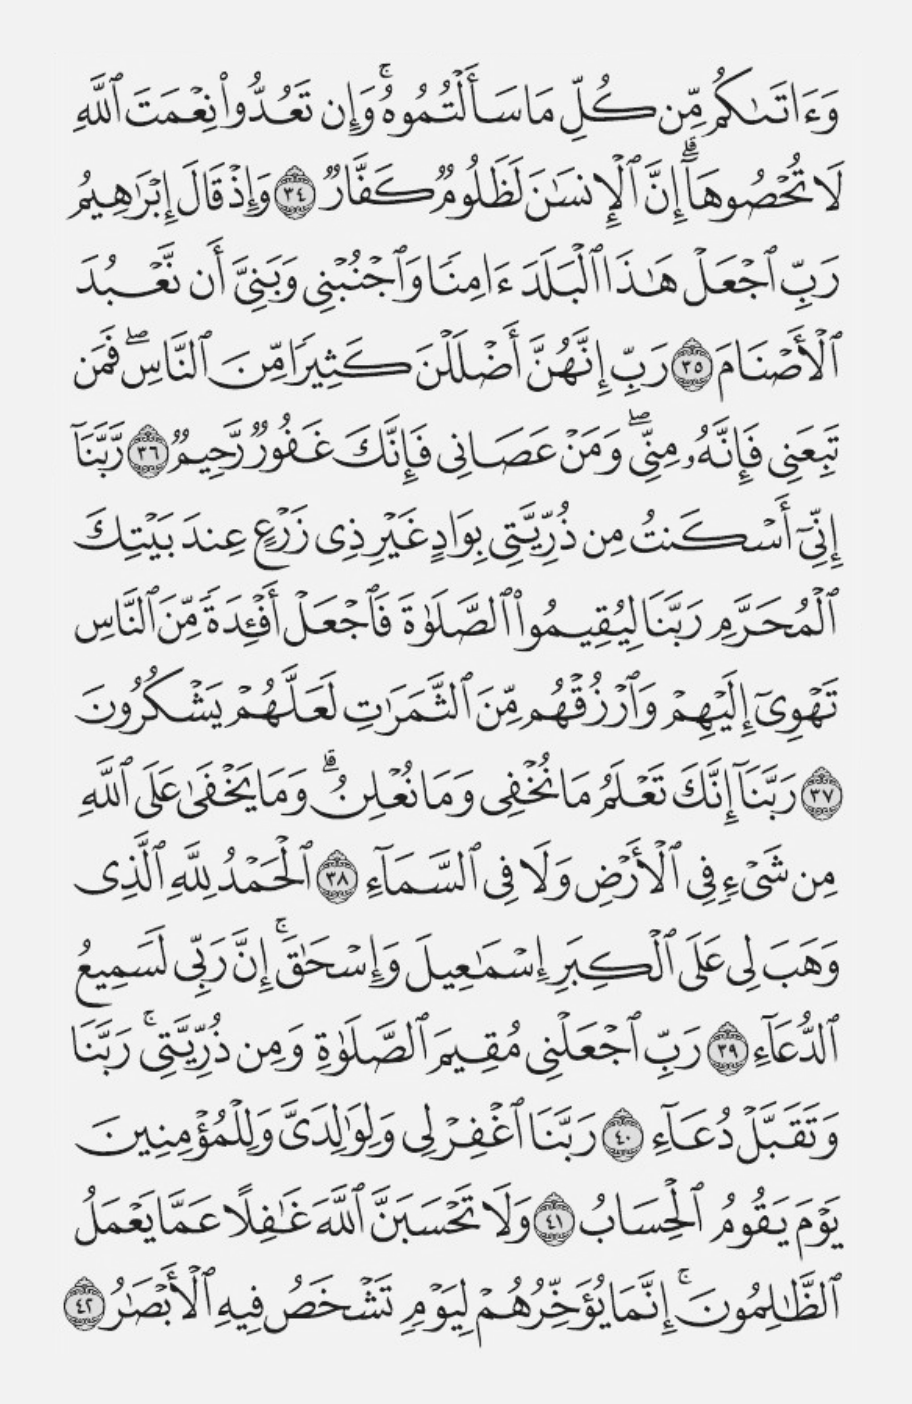 وَءَاتَىٰكُم مِّن كُلِّ مَا سَأَلْتُمُوهُ ۚ وَإِن تَعُدُّوا۟ نِعْمَتَ ٱللَّهِ
لَا تُحْصُوهَآ ۗ إِنَّ ٱلْإِنسَـٰنَ لَظَلُومٌ كَفَّارٌ ٣٤ وَإِذْ قَالَ إِبْرَٰهِيمُ
رَبِّ ٱجْعَلْ هَـٰذَا ٱلْبَلَدَ ءَامِنًا وَٱجْنُبْنِى وَبَنِىَّ أَن نَّعْبُدَ
ٱلْأَصْنَامَ ٣٥ رَبِّ إِنَّهُنَّ أَضْلَلْنَ كَثِيرًا مِّنَ ٱلنَّاسِ ۖ فَمَن
تَبِعَنِى فَإِنَّهُۥ مِنِّى ۖ وَمَنْ عَصَانِى فَإِنَّكَ غَفُورٌ رَّحِيمٌ ٣٦ رَّبَّنَآ
إِنِّىٓ أَسْكَنتُ مِن ذُرِّيَّتِى بِوَادٍ غَيْرِ ذِى زَرْعٍ عِندَ بَيْتِكَ
ٱلْمُحَرَّمِ رَبَّنَا لِيُقِيمُوا۟ ٱلصَّلَوٰةَ فَٱجْعَلْ أَفْـِٔدَةً مِّنَ ٱلنَّاسِ
تَهْوِىٓ إِلَيْهِمْ وَٱرْزُقْهُم مِّنَ ٱلثَّمَرَٰتِ لَعَلَّهُمْ يَشْكُرُونَ
٣٧ رَبَّنَآ إِنَّكَ تَعْلَمُ مَا نُخْفِى وَمَا نُعْلِنُ ۗ وَمَا يَخْفَىٰ عَلَى ٱللَّهِ
مِن شَىْءٍ فِى ٱلْأَرْضِ وَلَا فِى ٱلسَّمَآءِ ٣٨ ٱلْحَمْدُ لِلَّهِ ٱلَّذِى
وَهَبَ لِى عَلَى ٱلْكِبَرِ إِسْمَـٰعِيلَ وَإِسْحَـٰقَ ۚ إِنَّ رَبِّى لَسَمِيعُ
ٱلدُّعَآءِ ٣٩ رَبِّ ٱجْعَلْنِى مُقِيمَ ٱلصَّلَوٰةِ وَمِن ذُرِّيَّتِى ۚ رَبَّنَا
وَتَقَبَّلْ دُعَآءِ ٤٠ رَبَّنَا ٱغْفِرْ لِى وَلِوَٰلِدَىَّ وَلِلْمُؤْمِنِينَ
يَوْمَ يَقُومُ ٱلْحِسَابُ ٤١ وَلَا تَحْسَبَنَّ ٱللَّهَ غَـٰفِلًا عَمَّا يَعْمَلُ
ٱلظَّـٰلِمُونَ ۚ إِنَّمَا يُؤَخِّرُهُمْ لِيَوْمٍ تَشْخَصُ فِيهِ ٱلْأَبْصَـٰرُ ٤٢